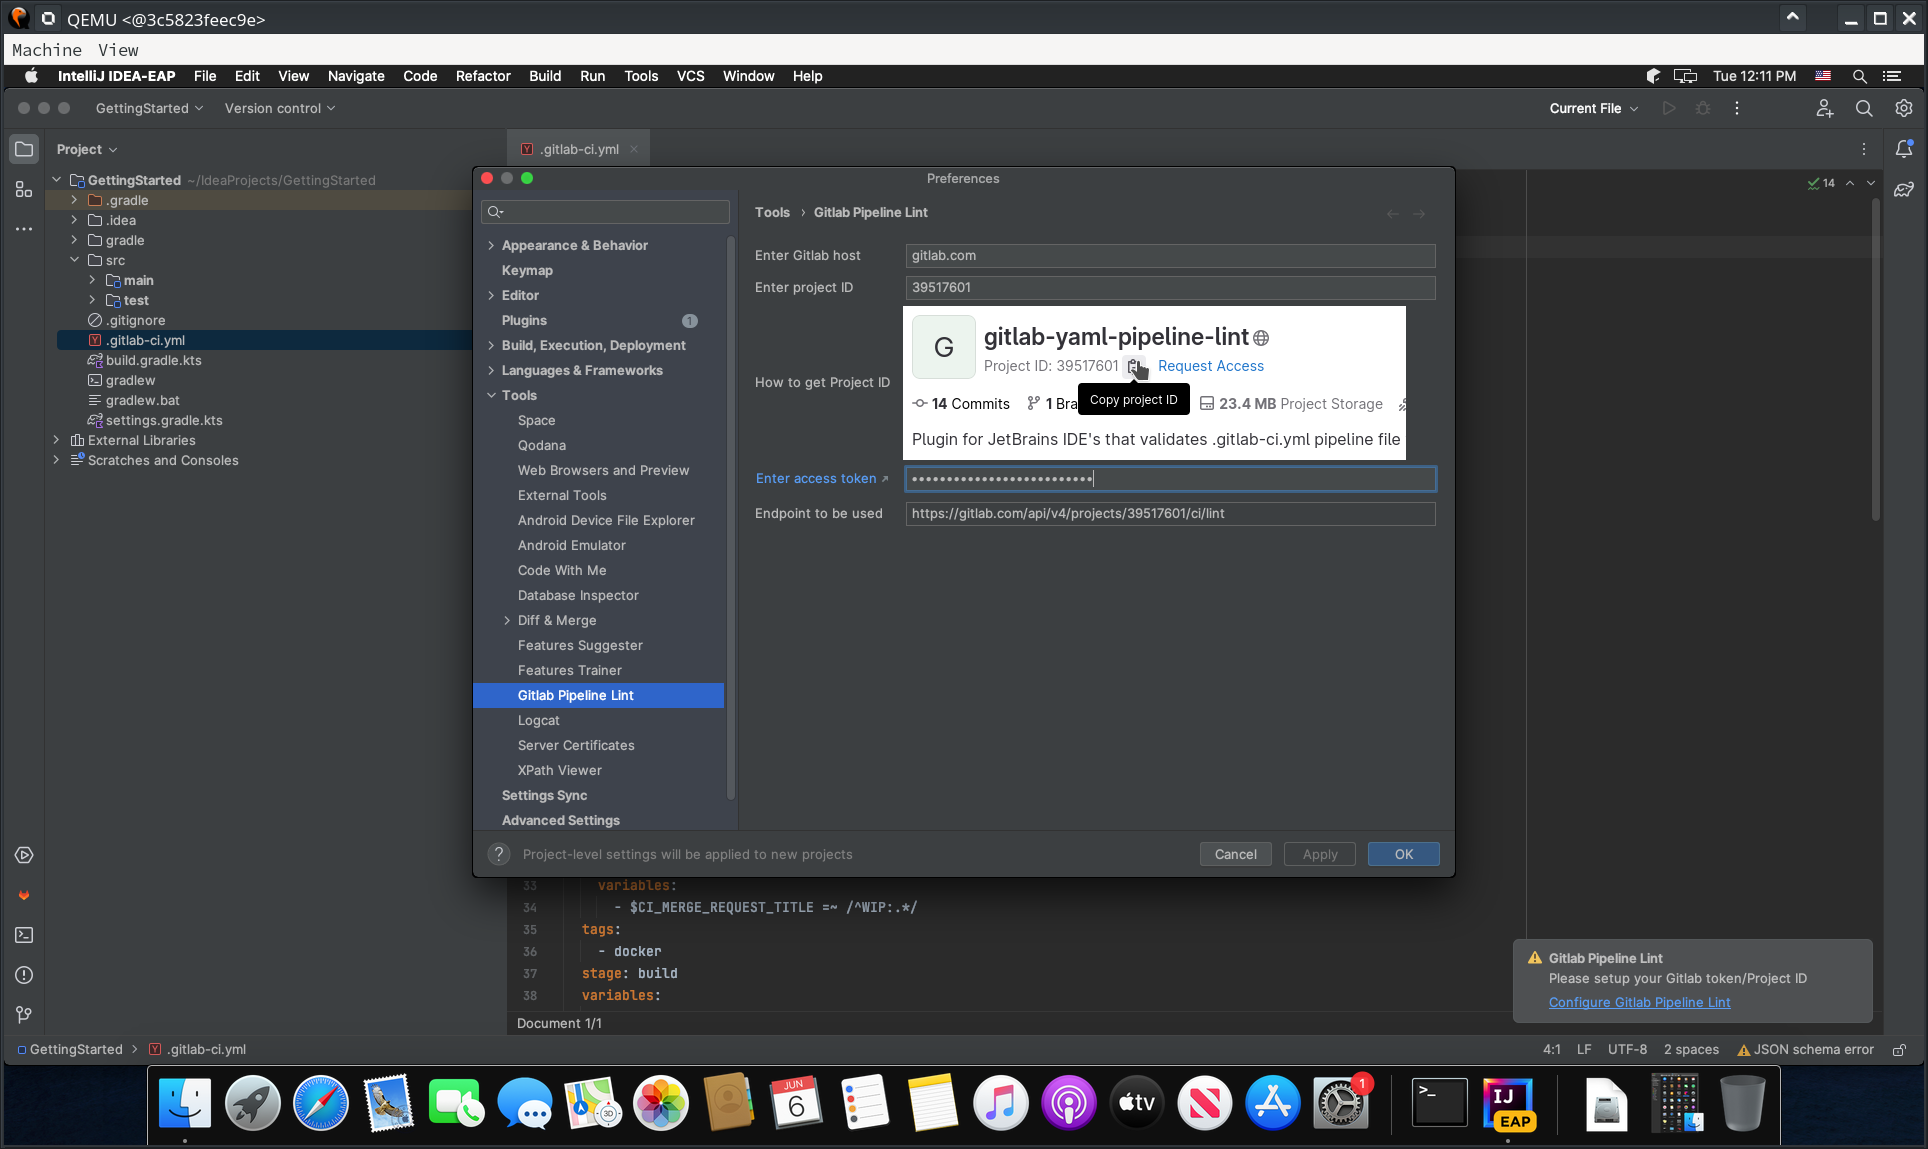 QEMU <@3c5823feec9e>
Machine View
IntelliJ IDEA-EAP File Edit View Navigate Code Refactor Build Run Tools VCS Window Help Tue 12:11 PM
GettingStarted Version control Current File
Project .gitlab-ci.yml
14
GettingStarted ~/IdeaProjects/GettingStarted
.gradle
.idea
gradle
src
main
test
.gitignore
.gitlab-ci.yml
build.gradle.kts
gradlew
gradlew.bat
settings.gradle.kts
External Libraries
Scratches and Consoles
Preferences
Appearance & Behavior
Keymap
Editor
Plugins 1
Build, Execution, Deployment
Languages & Frameworks
Tools
Space
Qodana
Web Browsers and Preview
External Tools
Android Device File Explorer
Android Emulator
Code With Me
Database Inspector
Diff & Merge
Features Suggester
Features Trainer
Gitlab Pipeline Lint
Logcat
Server Certificates
XPath Viewer
Settings Sync
Advanced Settings
Tools › Gitlab Pipeline Lint
Enter Gitlab host gitlab.com
Enter project ID 39517601
How to get Project ID
G gitlab-yaml-pipeline-lint
Project ID: 39517601 Request Access
14 Commits 1 Bra Copy project ID 23.4 MB Project Storage
Plugin for JetBrains IDE's that validates .gitlab-ci.yml pipeline file
Enter access token ••••••••••••••••••••••••••
Endpoint to be used https://gitlab.com/api/v4/projects/39517601/ci/lint
? Project-level settings will be applied to new projects Cancel Apply OK
33 variables:
34 - $CI_MERGE_REQUEST_TITLE =~ /^WIP:.*/
35 tags:
36 - docker
37 stage: build
38 variables:
Document 1/1
Gitlab Pipeline Lint
Please setup your Gitlab token/Project ID
Configure Gitlab Pipeline Lint
GettingStarted › .gitlab-ci.yml 4:1 LF UTF-8 2 spaces JSON schema error
3D
JUN
6
tv
1
>_
IJ
EAP